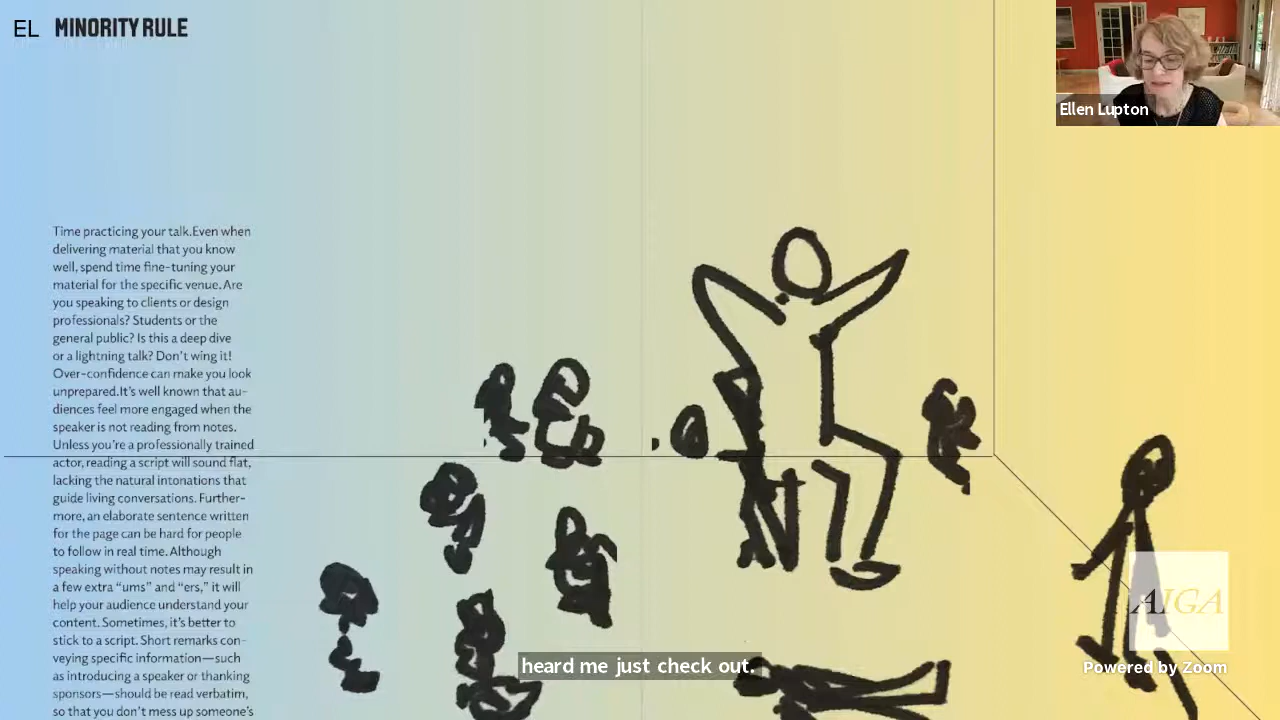 EL MINORITY RULE
Ellen Lupton
Time practicing your talk.Even when
delivering material that you know
well, spend time fine-tuning your
material for the specific venue. Are
you speaking to clients or design
professionals? Students or the
general public? Is this a deep dive
or a lightning talk? Don't wing it!
Over-confidence can make you look
unprepared.It's well known that au-
diences feel more engaged when the
speaker is not reading from notes.
Unless you're a professionally trained
actor, reading a script will sound flat,
lacking the natural intonations that
guide living conversations. Further-
more, an elaborate sentence written
for the page can be hard for people
to follow in real time. Although
speaking without notes may result in
a few extra “ums” and “ers,” it will
help your audience understand your
content. Sometimes, it's better to
stick to a script. Short remarks con-
veying specific information—such
as introducing a speaker or thanking
sponsors—should be read verbatim,
so that you don't mess up someone's
heard me just check out.
AIGA
Powered by Zoom